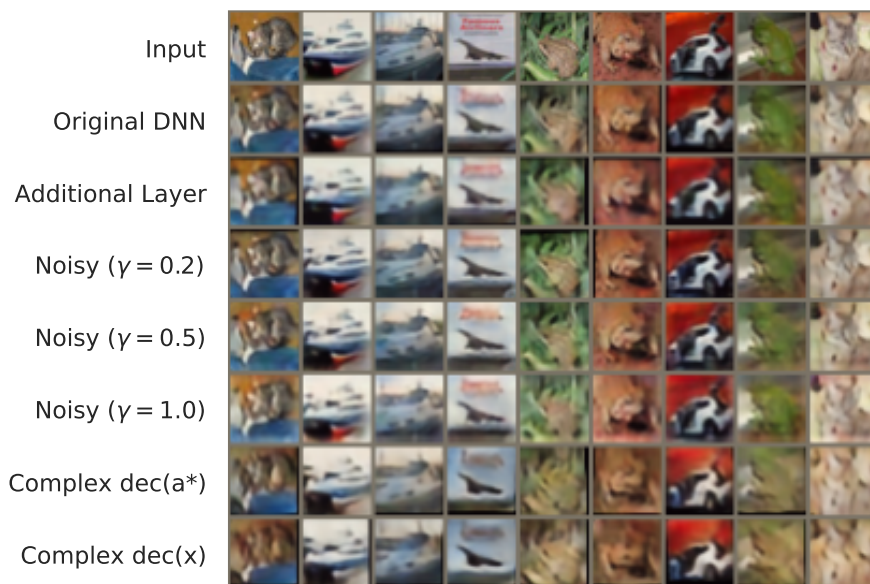 Input
Original DNN
Additional Layer
Noisy (γ = 0.2)
Noisy (γ = 0.5)
Noisy (γ = 1.0)
Complex dec(a*)
Complex dec(x)